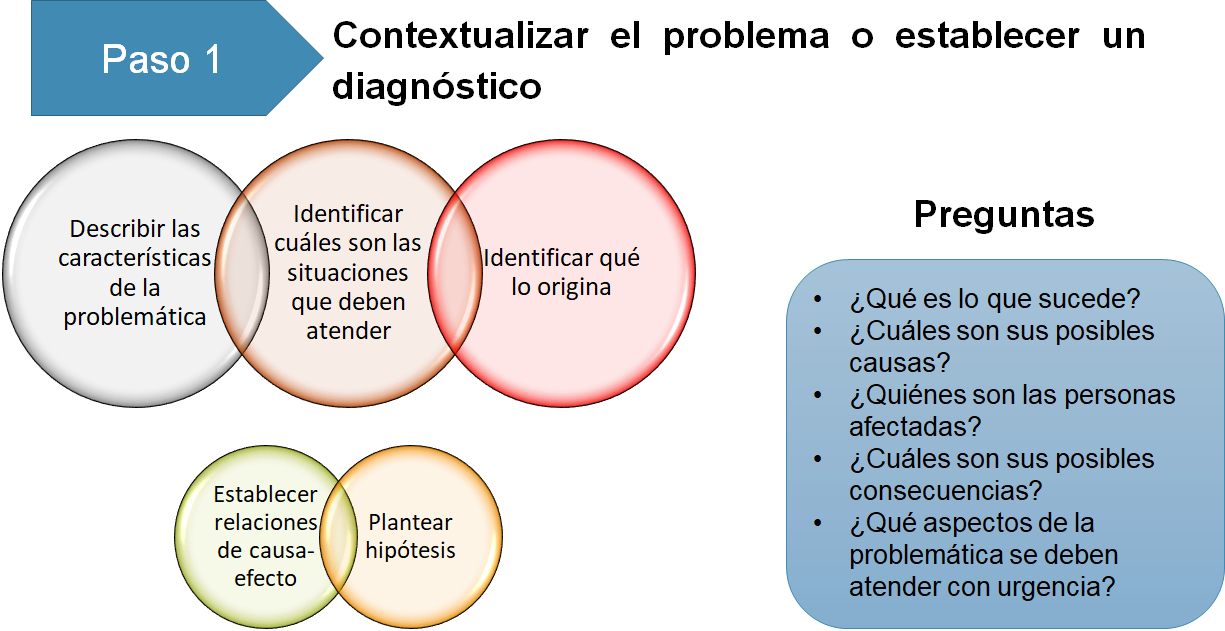 Paso 1
Contextualizar el problema o establecer un
diagnóstico
Describir las
características
de la
problemática
Identificar
cuáles son las
situaciones
que deben
atender
Identificar qué
lo origina
Establecer
relaciones
de causa-
efecto
Plantear
hipótesis
Preguntas
• ¿Qué es lo que sucede?
• ¿Cuáles son sus posibles
causas?
• ¿Quiénes son las personas
afectadas?
• ¿Cuáles son sus posibles
consecuencias?
• ¿Qué aspectos de la
problemática se deben
atender con urgencia?